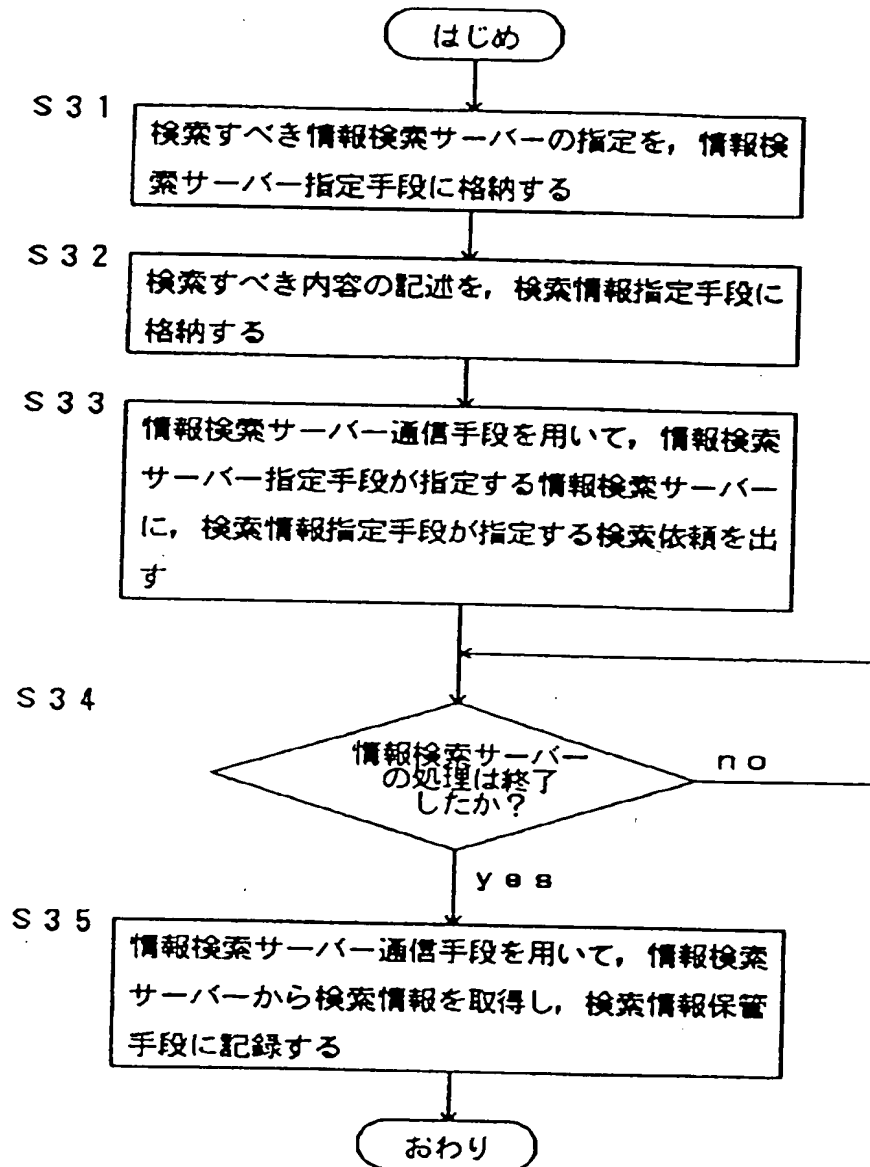 はじめ
S31
検索すべき情報検索サーバーの指定を，情報検
索サーバー指定手段に格納する
S32
検索すべき内容の記述を，検索情報指定手段に
格納する
S33
情報検索サーバー通信手段を用いて，情報検索
サーバー指定手段が指定する情報検索サーバー
に，検索情報指定手段が指定する検索依頼を出
す
S34
情報検索サーバー
の処理は終了
したか？
no
yes
S35
情報検索サーバー通信手段を用いて，情報検索
サーバーから検索情報を取得し，検索情報保管
手段に記録する
おわり